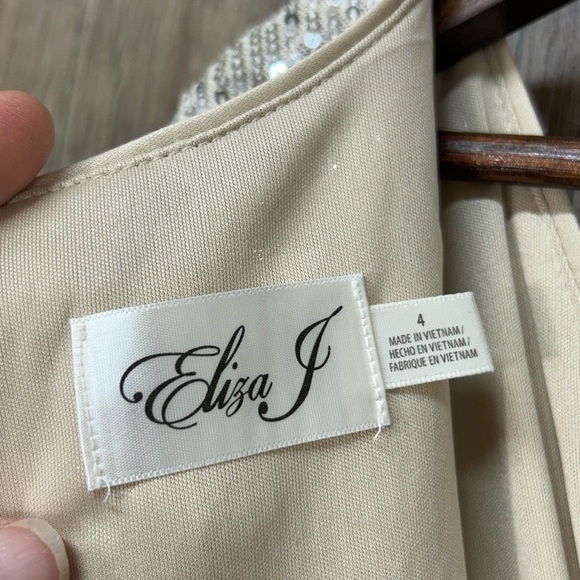 Eliza J
4
MADE IN VIETNAM/
HECHO EN VIETNAM/
FABRIQUE EN VIETNAM